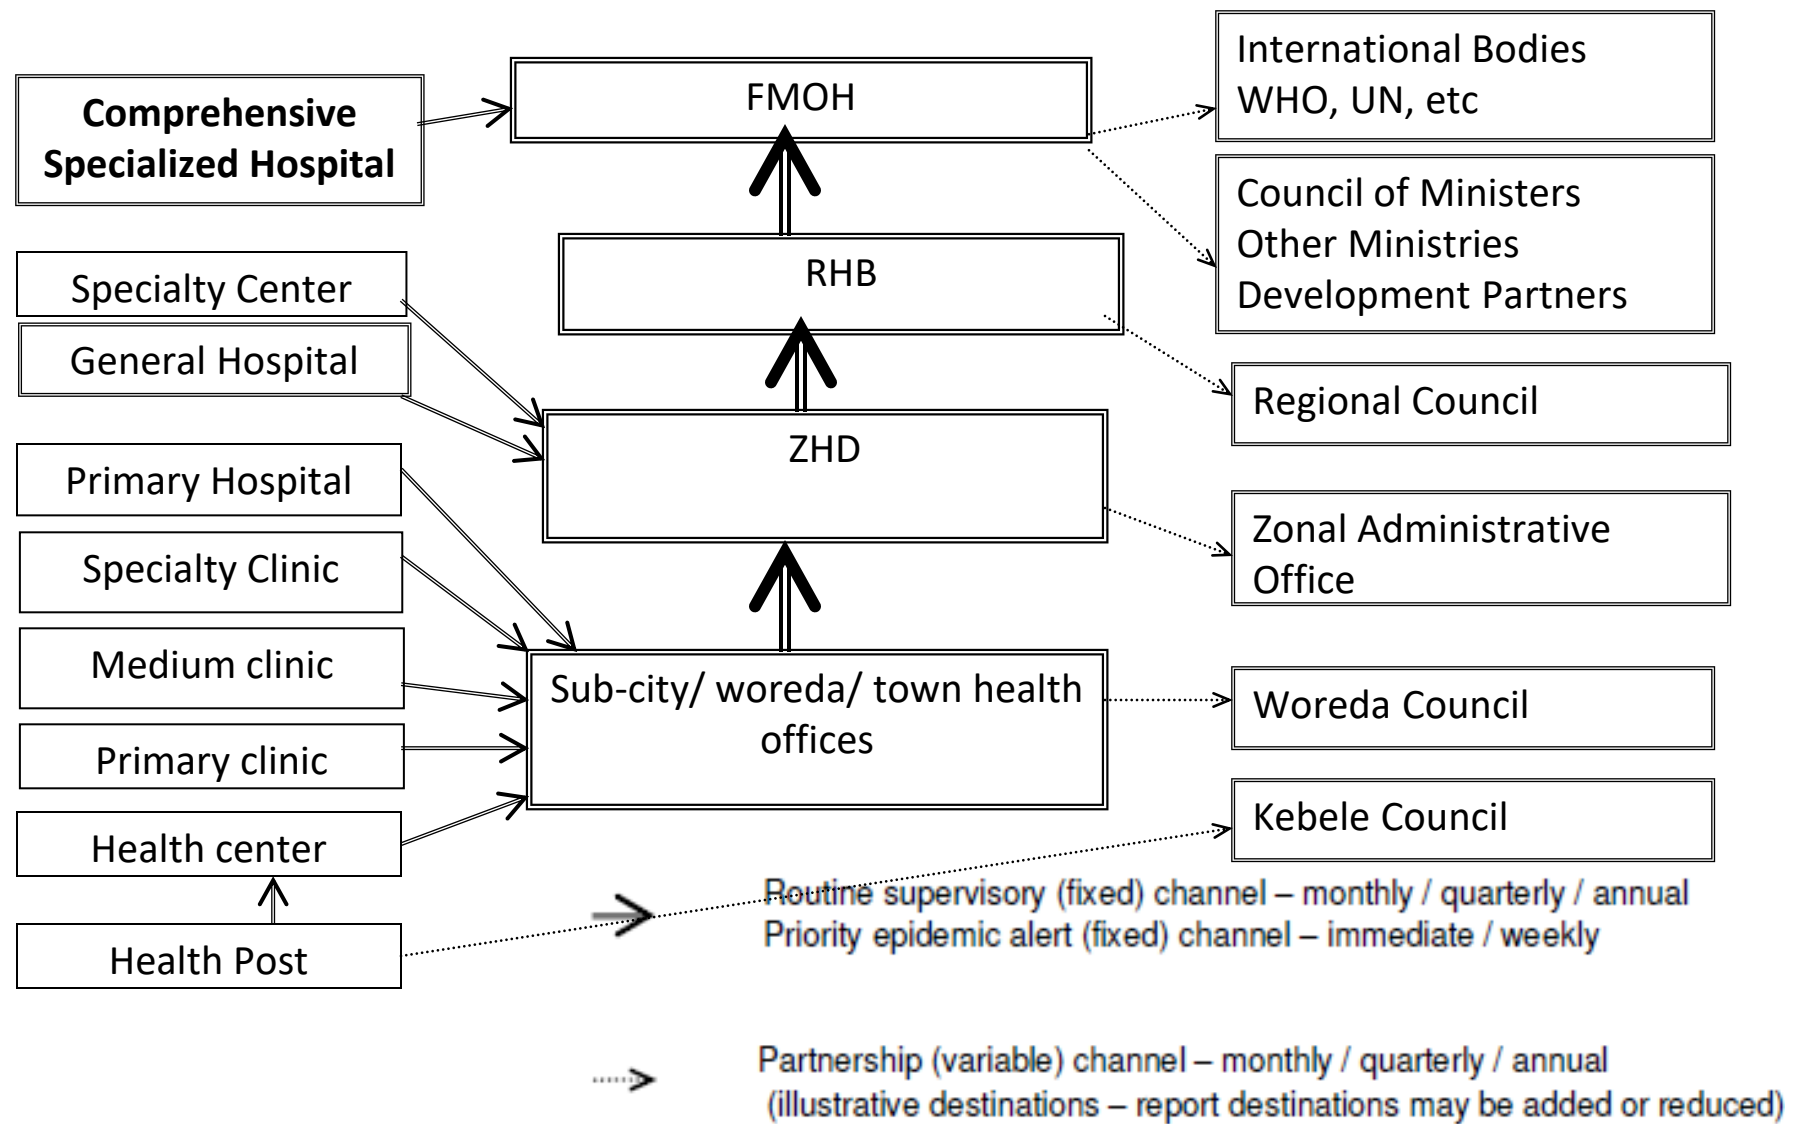 International Bodies
WHO, UN, etc
FMOH
Comprehensive
Specialized Hospital
Council of Ministers
Other Ministries
Development Partners
RHB
Specialty Center
General Hospital
Regional Council
ZHD
Primary Hospital
Zonal Administrative
Office
Specialty Clinic
Medium clinic
Sub-city/ woreda/ town health
offices
Woreda Council
Primary clinic
Kebele Council
Health center
Routine supervisory (fixed) channel – monthly / quarterly / annual
Priority epidemic alert (fixed) channel – immediate / weekly
Health Post
Partnership (variable) channel – monthly / quarterly / annual
(illustrative destinations – report destinations may be added or reduced)